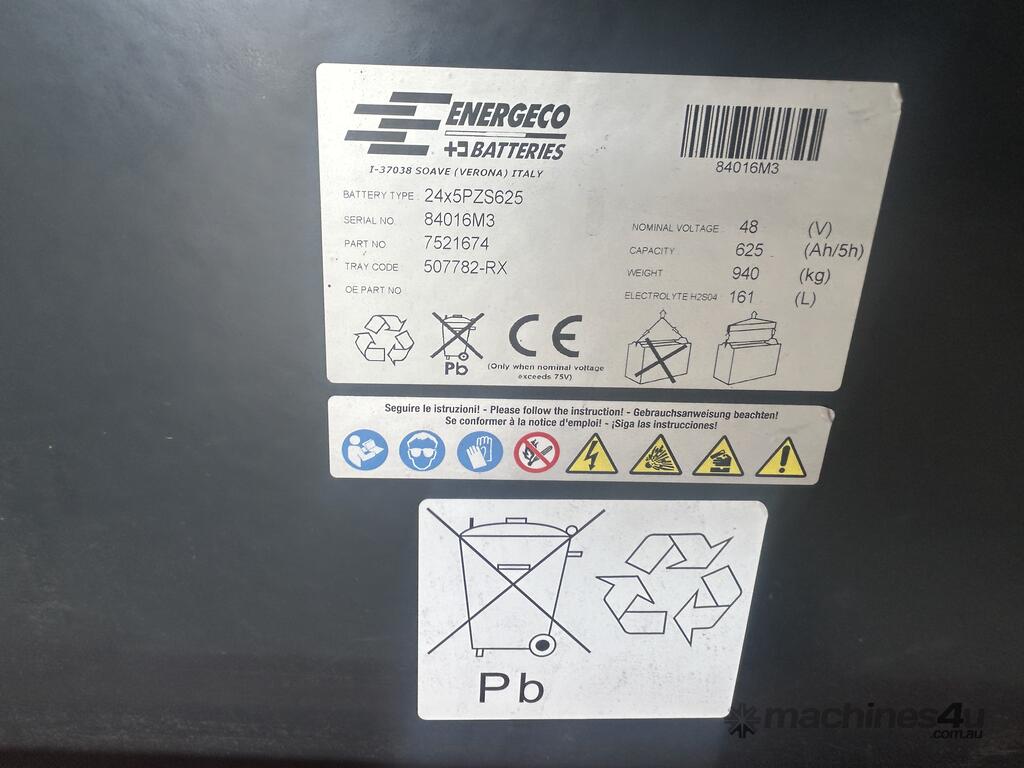 ENERGECO
BATTERIES
I-37038 SOAVE (VERONA) ITALY
84016M3
BATTERY TYPE 24x5PZS625
SERIAL NO. 84016M3
PART NO 7521674
TRAY CODE 507782-RX
OE PART NO
NOMINAL VOLTAGE 48 (V)
CAPACITY 625 (Ah/5h)
WEIGHT 940 (kg)
ELECTROLYTE H2S04 161 (L)
Pb
CE
(Only when nominal voltage
exceeds 75V)
Seguire le istruzioni! - Please follow the instruction! - Gebrauchsanweisung beachten!
Se conformer à la notice d'emploi! - ¡Siga las instrucciones!
Pb
machines4u
.com.au